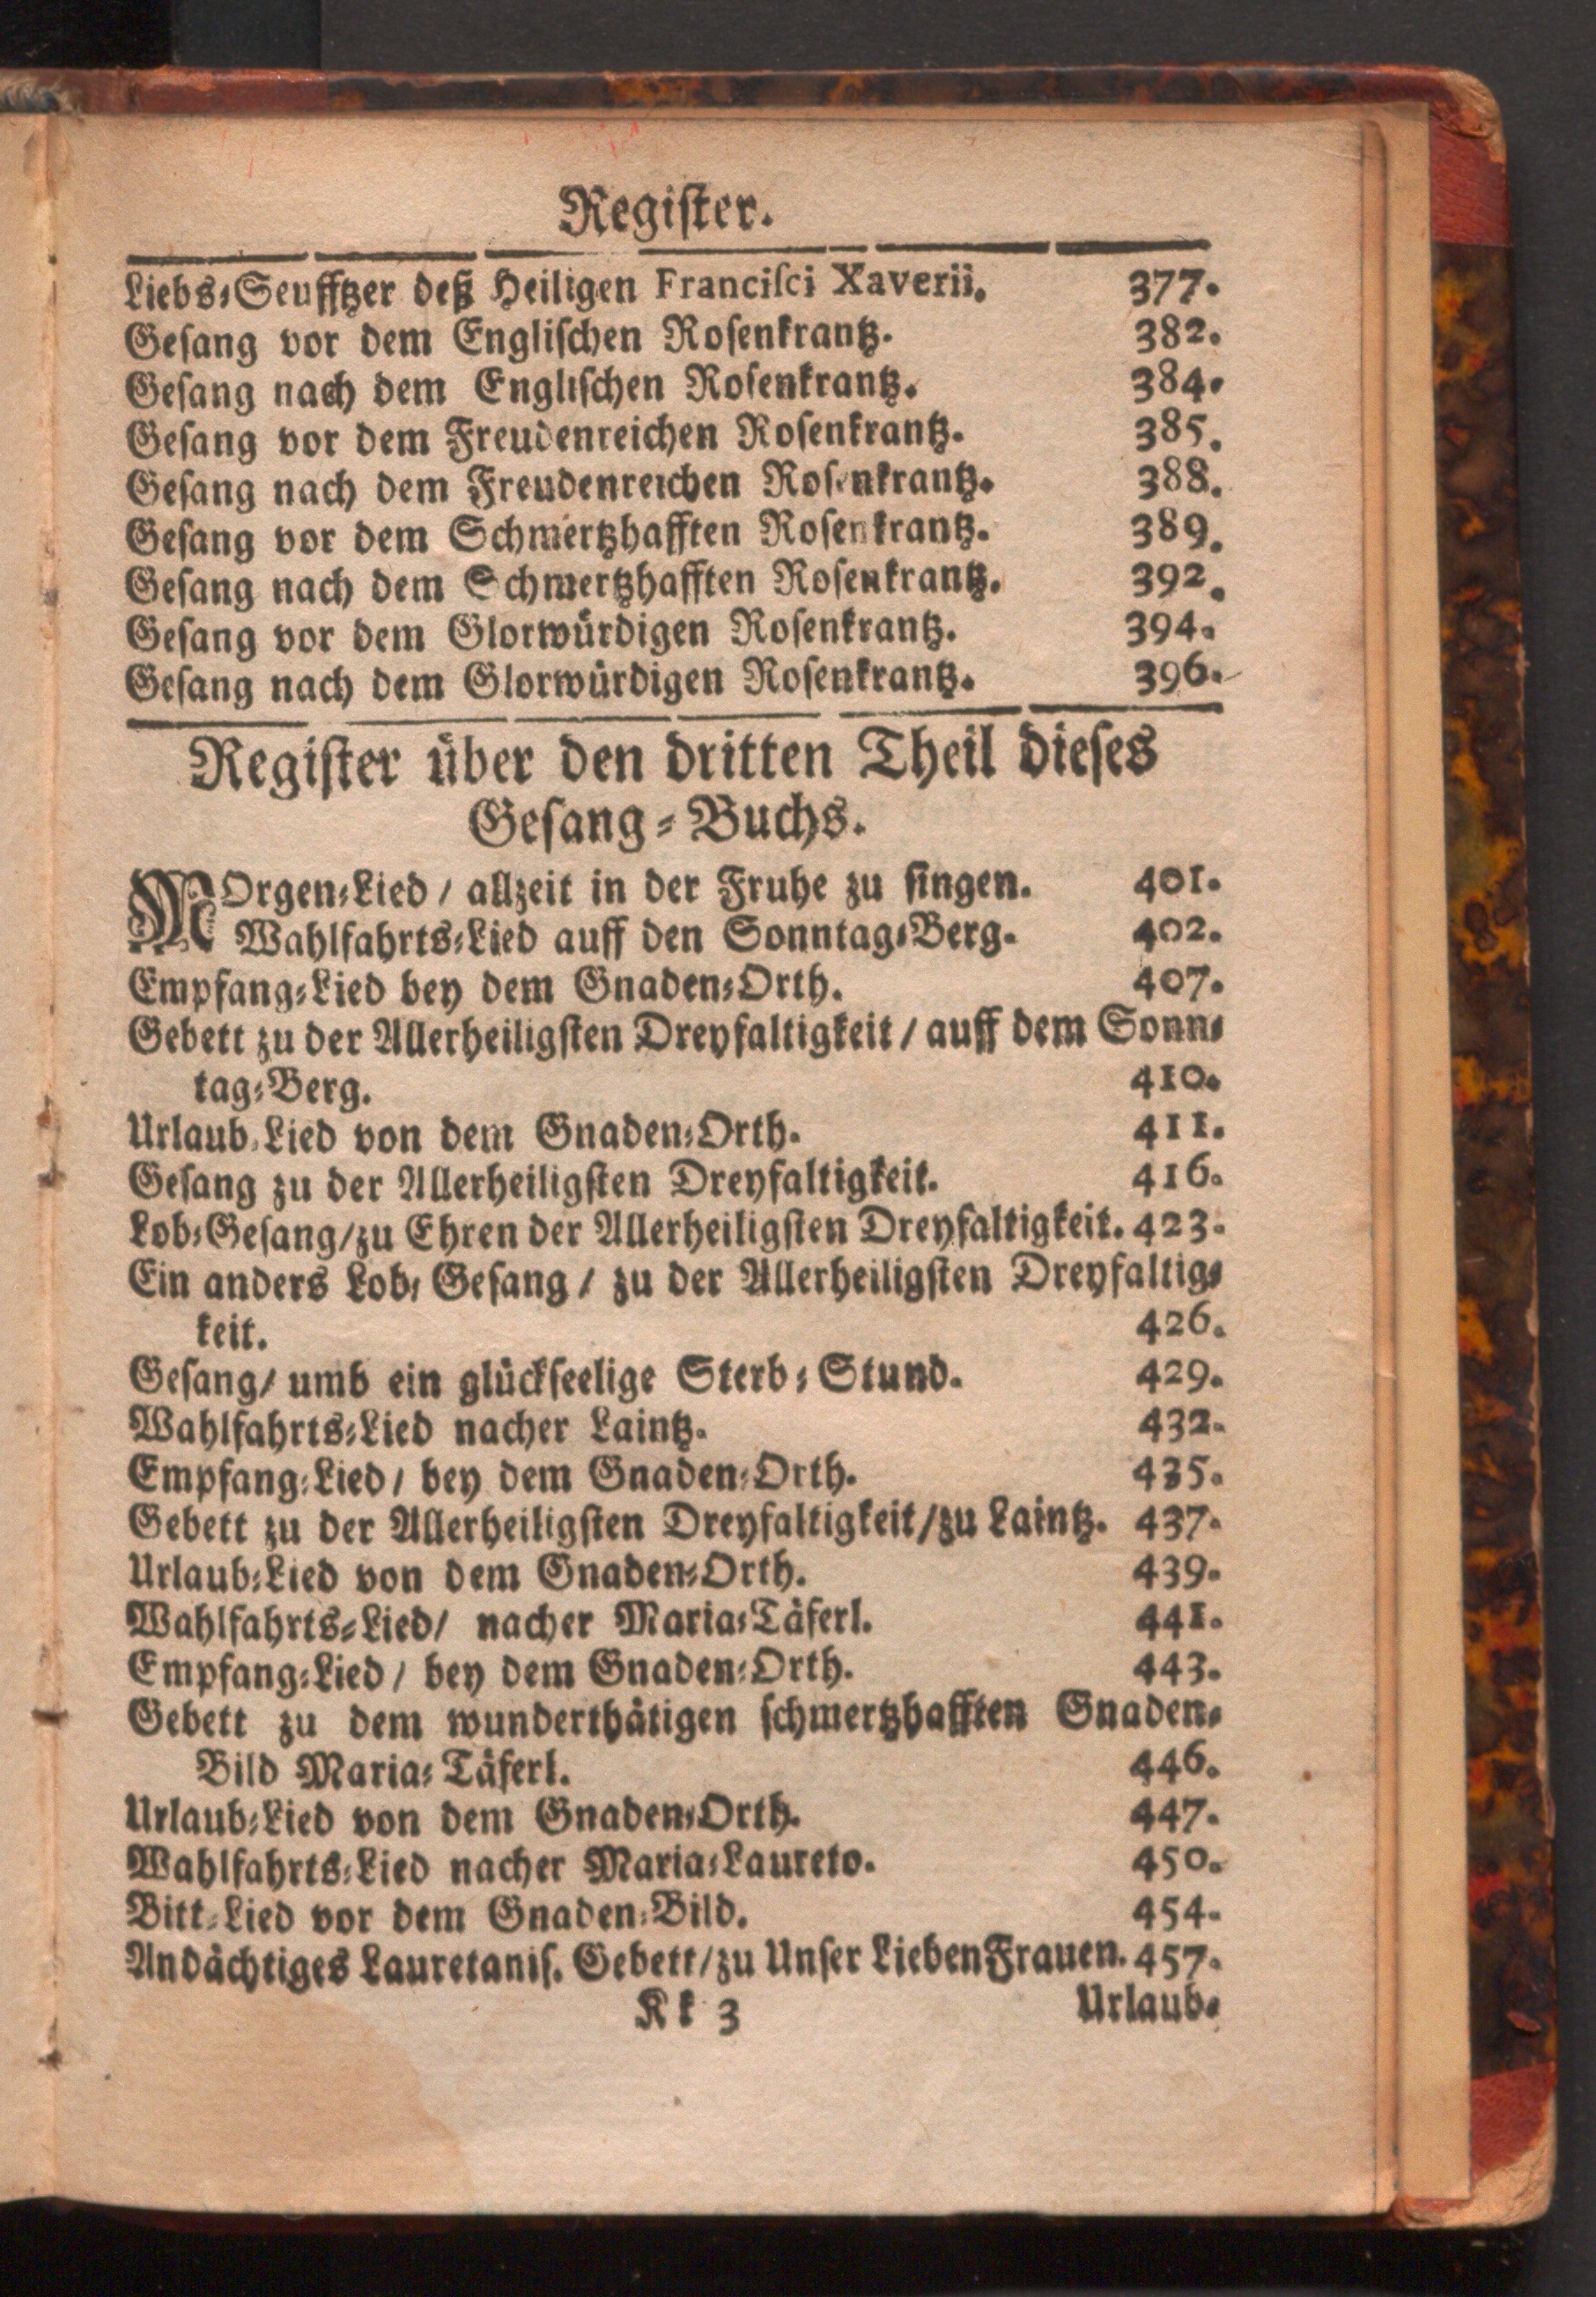 Regiſter.
Liebs⸗Seufftzer deß Heiligen Franciſci Xaverii. 377.
Geſang vor dem Engliſchen Roſenkrantz. 382.
Geſang nach dem Engliſchen Roſenkrantz. 384.
Geſang vor dem Freudenreichen Roſenkrantz. 385.
Geſang nach dem Freudenreichen Roſenkrantz. 388.
Geſang vor dem Schmertzhafften Roſenkrantz. 389.
Geſang nach dem Schmertzhafften Roſenkrantz. 392.
Geſang vor dem Glorwürdigen Roſenkrantz. 394.
Geſang nach dem Glorwürdigen Roſenkrantz. 396.
Regiſter über den dritten Theil dieſes
Geſang⸗Buchs.
MOrgen⸗Lied / allzeit in der Fruhe zu ſingen. 401.
Wahlfahrts⸗Lied auff den Sonntag⸗Berg. 402.
Empfang⸗Lied bey dem Gnaden⸗Orth. 407.
Gebett zu der Allerheiligſten Dreyfaltigkeit / auff dem Sonn⸗
tag⸗Berg. 410.
Urlaub⸗Lied von dem Gnaden⸗Orth. 411.
Geſang zu der Allerheiligſten Dreyfaltigkeit. 416.
Lob⸗Geſang/zu Ehren der Allerheiligſten Dreyfaltigkeit. 423.
Ein anders Lob⸗Geſang / zu der Allerheiligſten Dreyfaltig⸗
keit. 426.
Geſang/ umb ein glückſeelige Sterb⸗Stund. 429.
Wahlfahrts⸗Lied nacher Laintz. 432.
Empfang⸗Lied / bey dem Gnaden⸗Orth. 435.
Gebett zu der Allerheiligſten Dreyfaltigkeit/zu Laintz. 437.
Urlaub⸗Lied von dem Gnaden⸗Orth. 439.
Wahlfahrts⸗Lied/ nacher Maria⸗Täferl. 441.
Empfang⸗Lied / bey dem Gnaden⸗Orth. 443.
Gebett zu dem wunderthätigen ſchmertzhafften Gnaden⸗
Bild Maria⸗Täferl. 446.
Urlaub⸗Lied von dem Gnaden⸗Orth. 447.
Wahlfahrts⸗Lied nacher Maria⸗Laureto. 450.
Bitt⸗Lied vor dem Gnaden⸗Bild. 454.
Andächtiges Lauretaniſ. Gebett/zu Unſer Lieben Frauen. 457.
Kk 3 Urlaub⸗